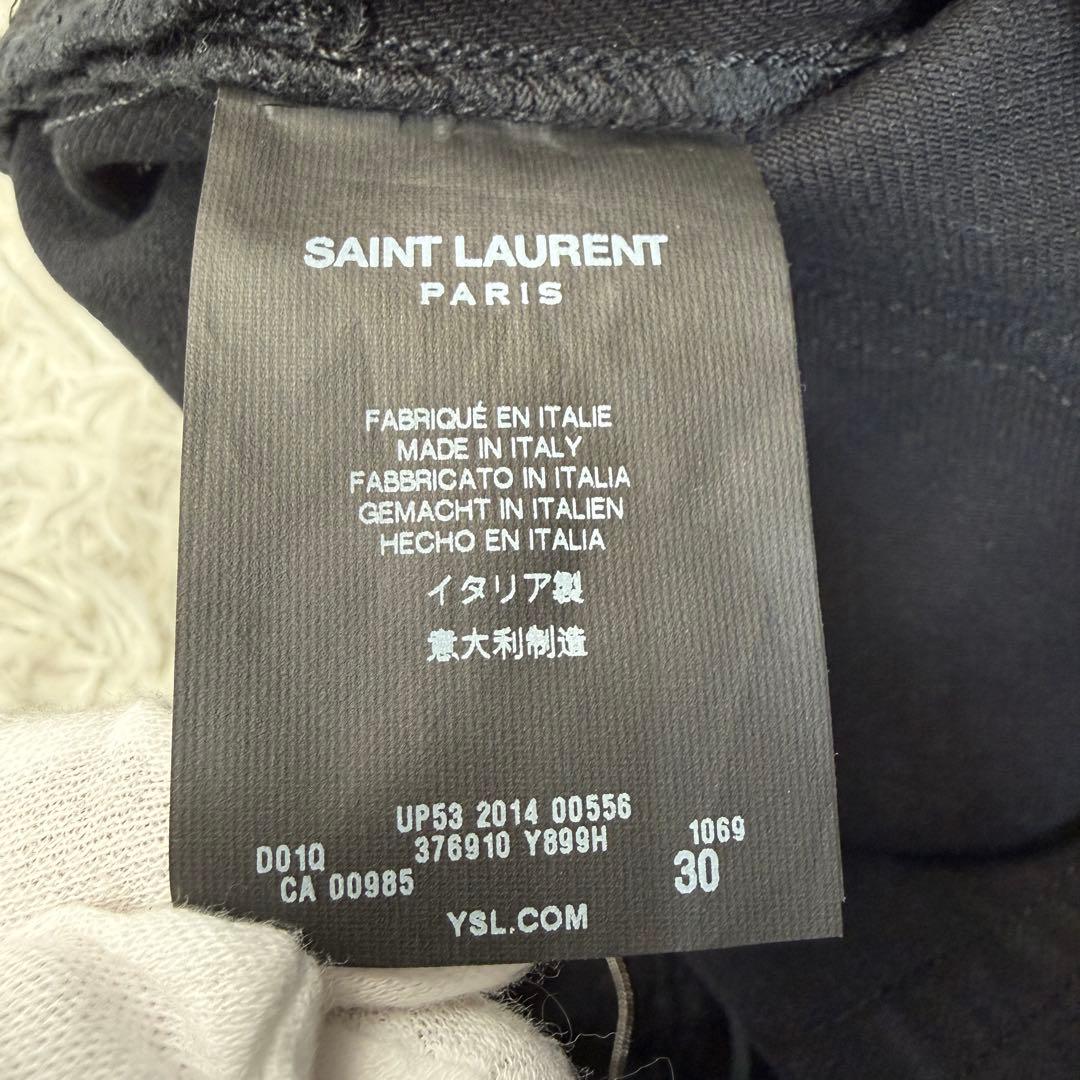 SAINT LAURENT
PARIS
FABRIQUÉ EN ITALIE
MADE IN ITALY
FABBRICATO IN ITALIA
GEMACHT IN ITALIEN
HECHO EN ITALIA
イタリア製
意大利制造
UP53 2014 00556
D01Q 376910 Y899H 1069
CA 00985 30
YSL.COM